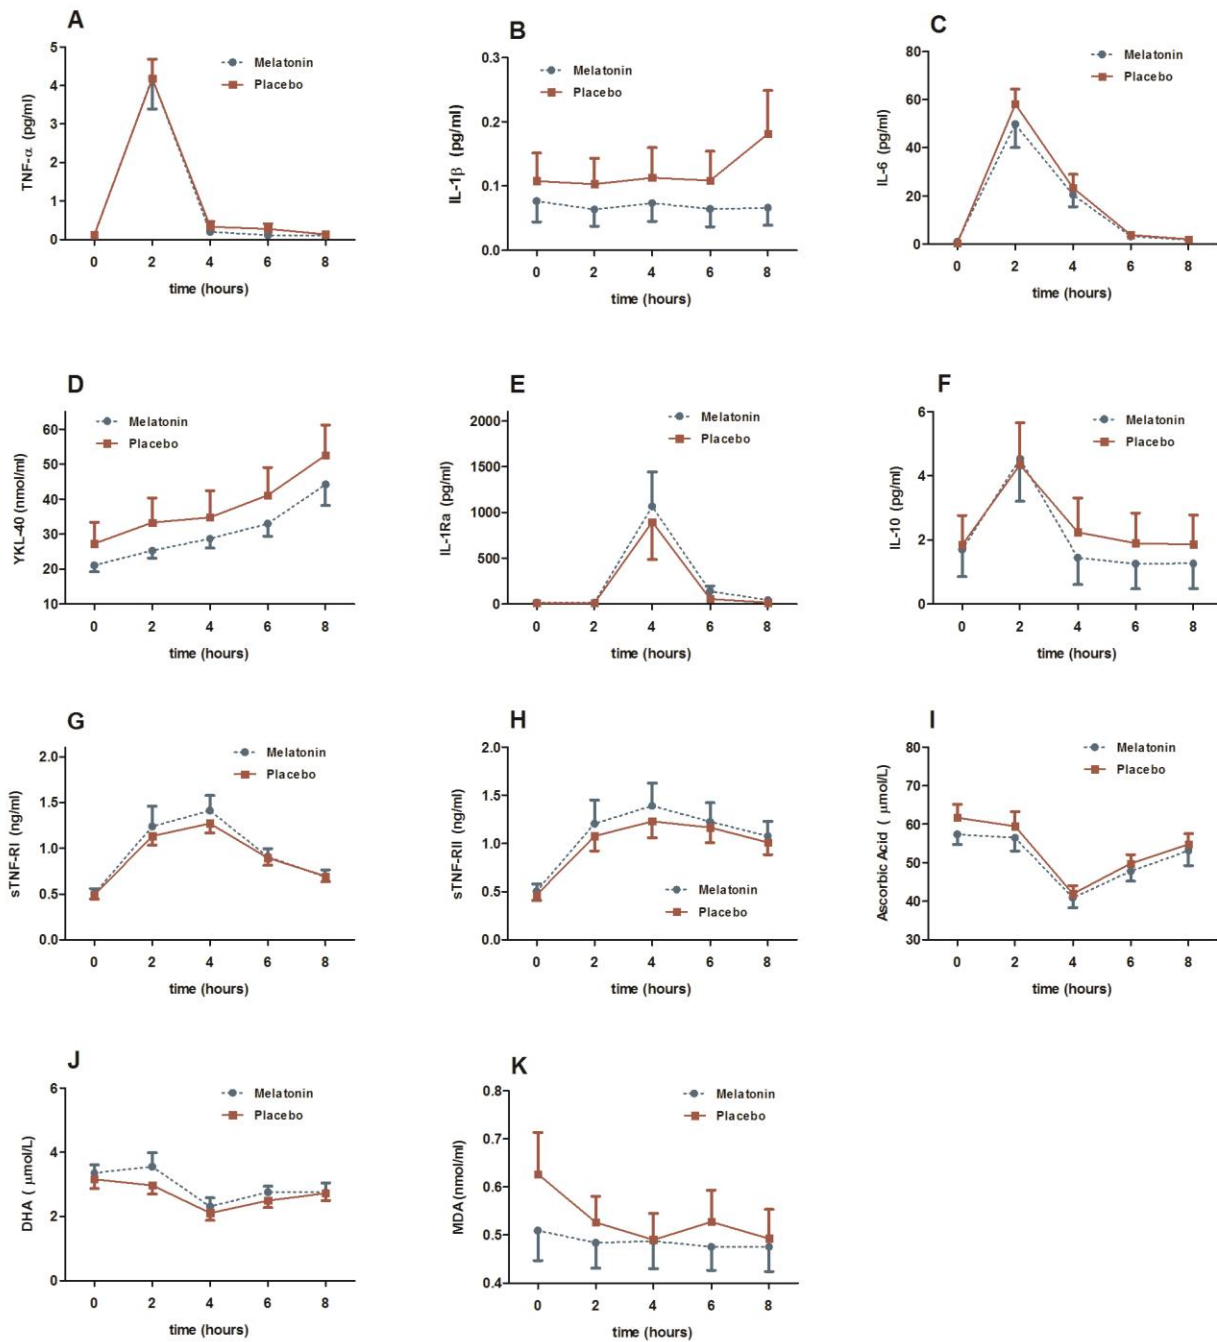 A
TNF-α (pg/ml)
5
4
3
2
1
0
Melatonin
Placebo
0 2 4 6 8
time (hours)
B
IL-1β (pg/ml)
0.3
0.2
0.1
0.0
Melatonin
Placebo
0 2 4 6 8
time (hours)
C
IL-6 (pg/ml)
80
60
40
20
0
Melatonin
Placebo
0 2 4 6 8
time (hours)
D
YKL-40 (nmol/ml)
60
50
40
30
20
10
Melatonin
Placebo
0 2 4 6 8
time (hours)
E
IL-1Ra (pg/ml)
2000
1500
1000
500
0
Melatonin
Placebo
0 2 4 6 8
time (hours)
F
IL-10 (pg/ml)
6
4
2
0
Melatonin
Placebo
0 2 4 6 8
time (hours)
G
sTNF-RI (ng/ml)
2.0
1.5
1.0
0.5
0.0
Melatonin
Placebo
0 2 4 6 8
time (hours)
H
sTNF-RII (ng/ml)
2.0
1.5
1.0
0.5
0.0
Melatonin
Placebo
0 2 4 6 8
time (hours)
I
Ascorbic Acid ( μmol/L)
80
70
60
50
40
30
Melatonin
Placebo
0 2 4 6 8
time (hours)
J
DHA ( μmol/L)
6
4
2
0
Melatonin
Placebo
0 2 4 6 8
time (hours)
K
MDA (nmol/ml)
0.8
0.7
0.6
0.5
0.4
Melatonin
Placebo
0 2 4 6 8
time (hours)